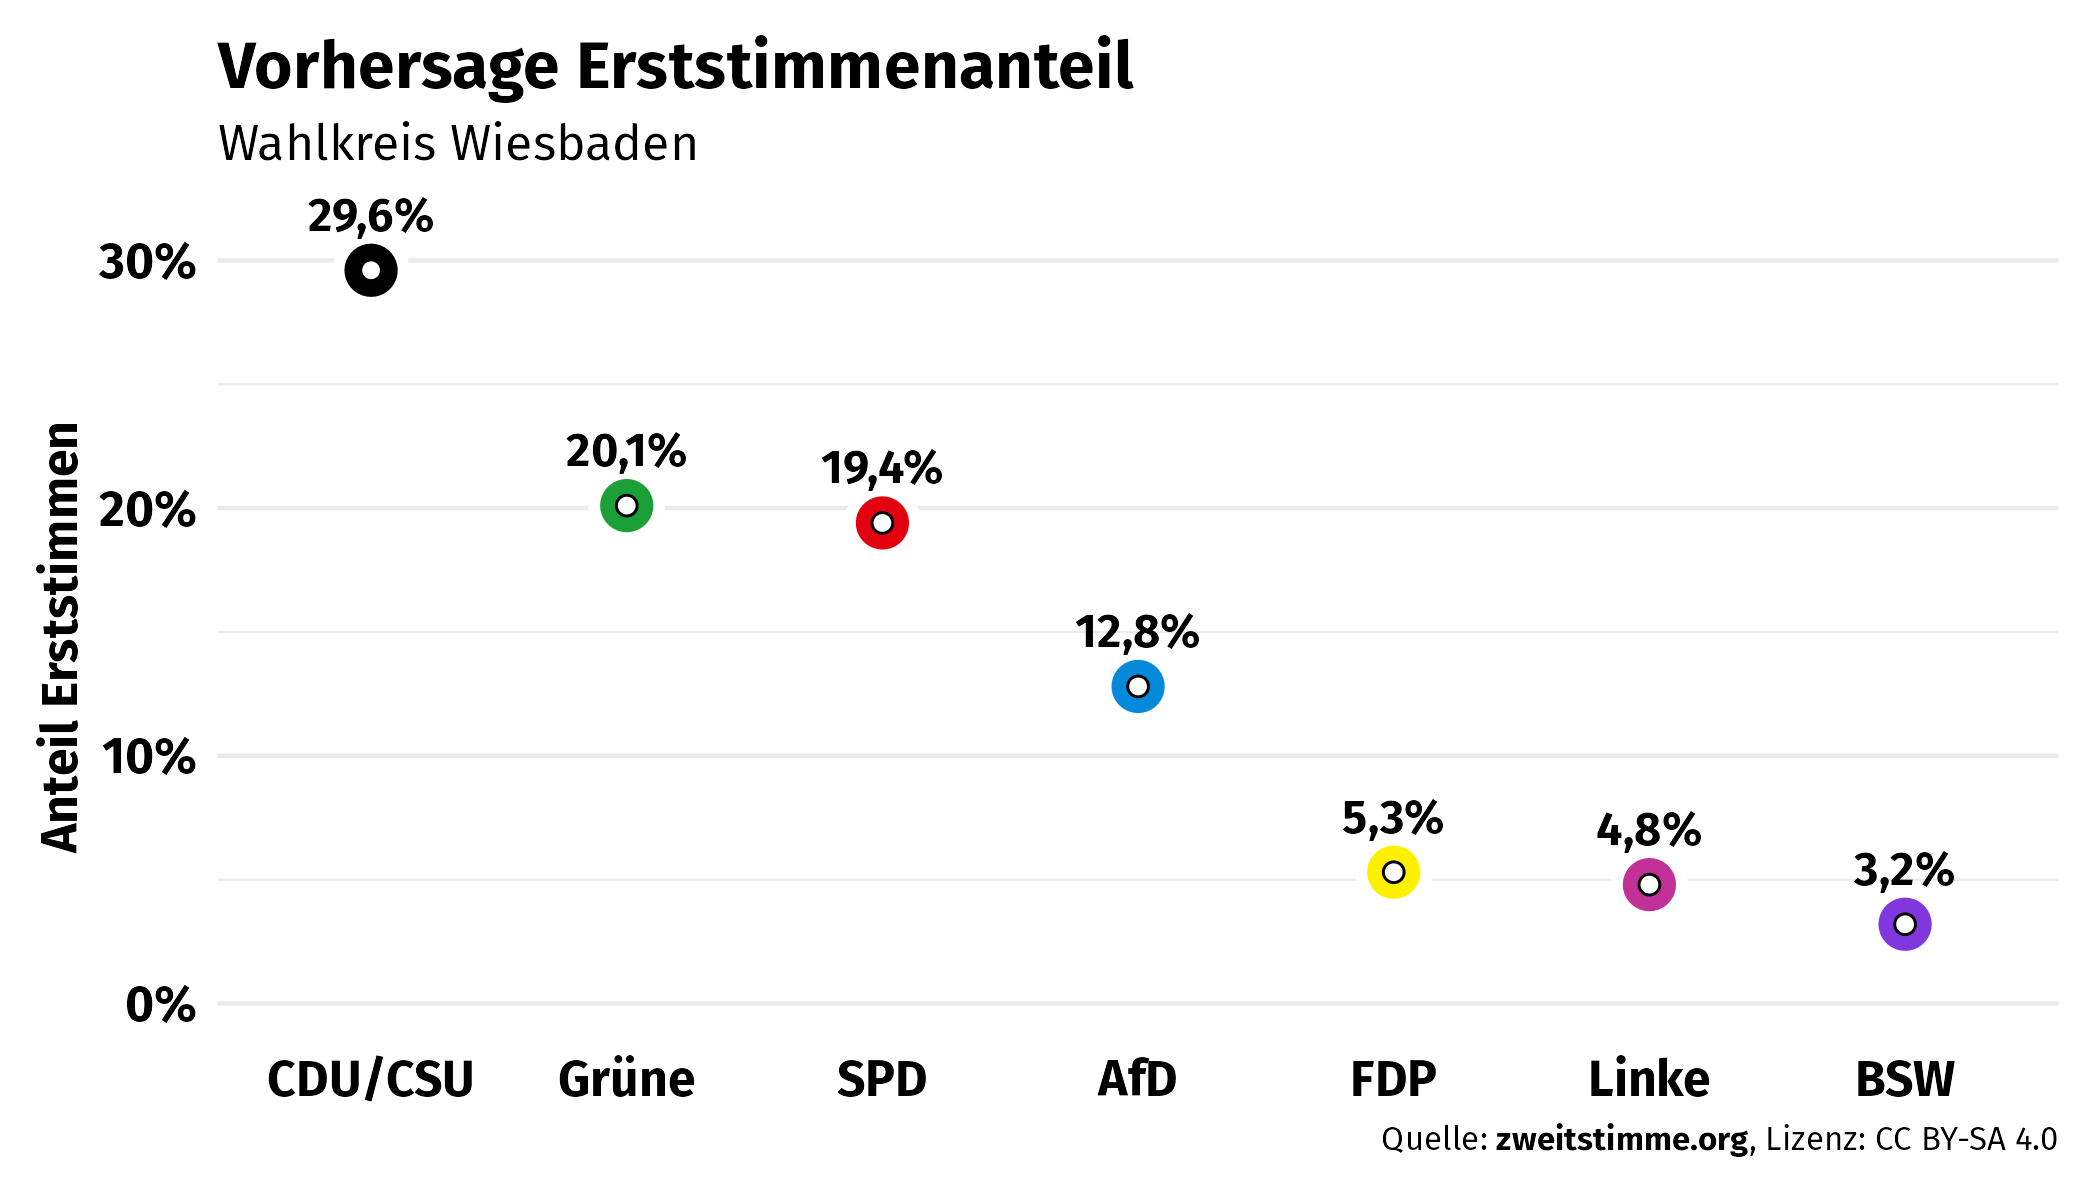 Vorhersage Erststimmenanteil
Wahlkreis Wiesbaden
Anteil Erststimmen
30%
20%
10%
0%
29,6%
20,1%
19,4%
12,8%
5,3%
4,8%
3,2%
CDU/CSU Grüne SPD AfD FDP Linke BSW
Quelle: zweitstimme.org, Lizenz: CC BY-SA 4.0